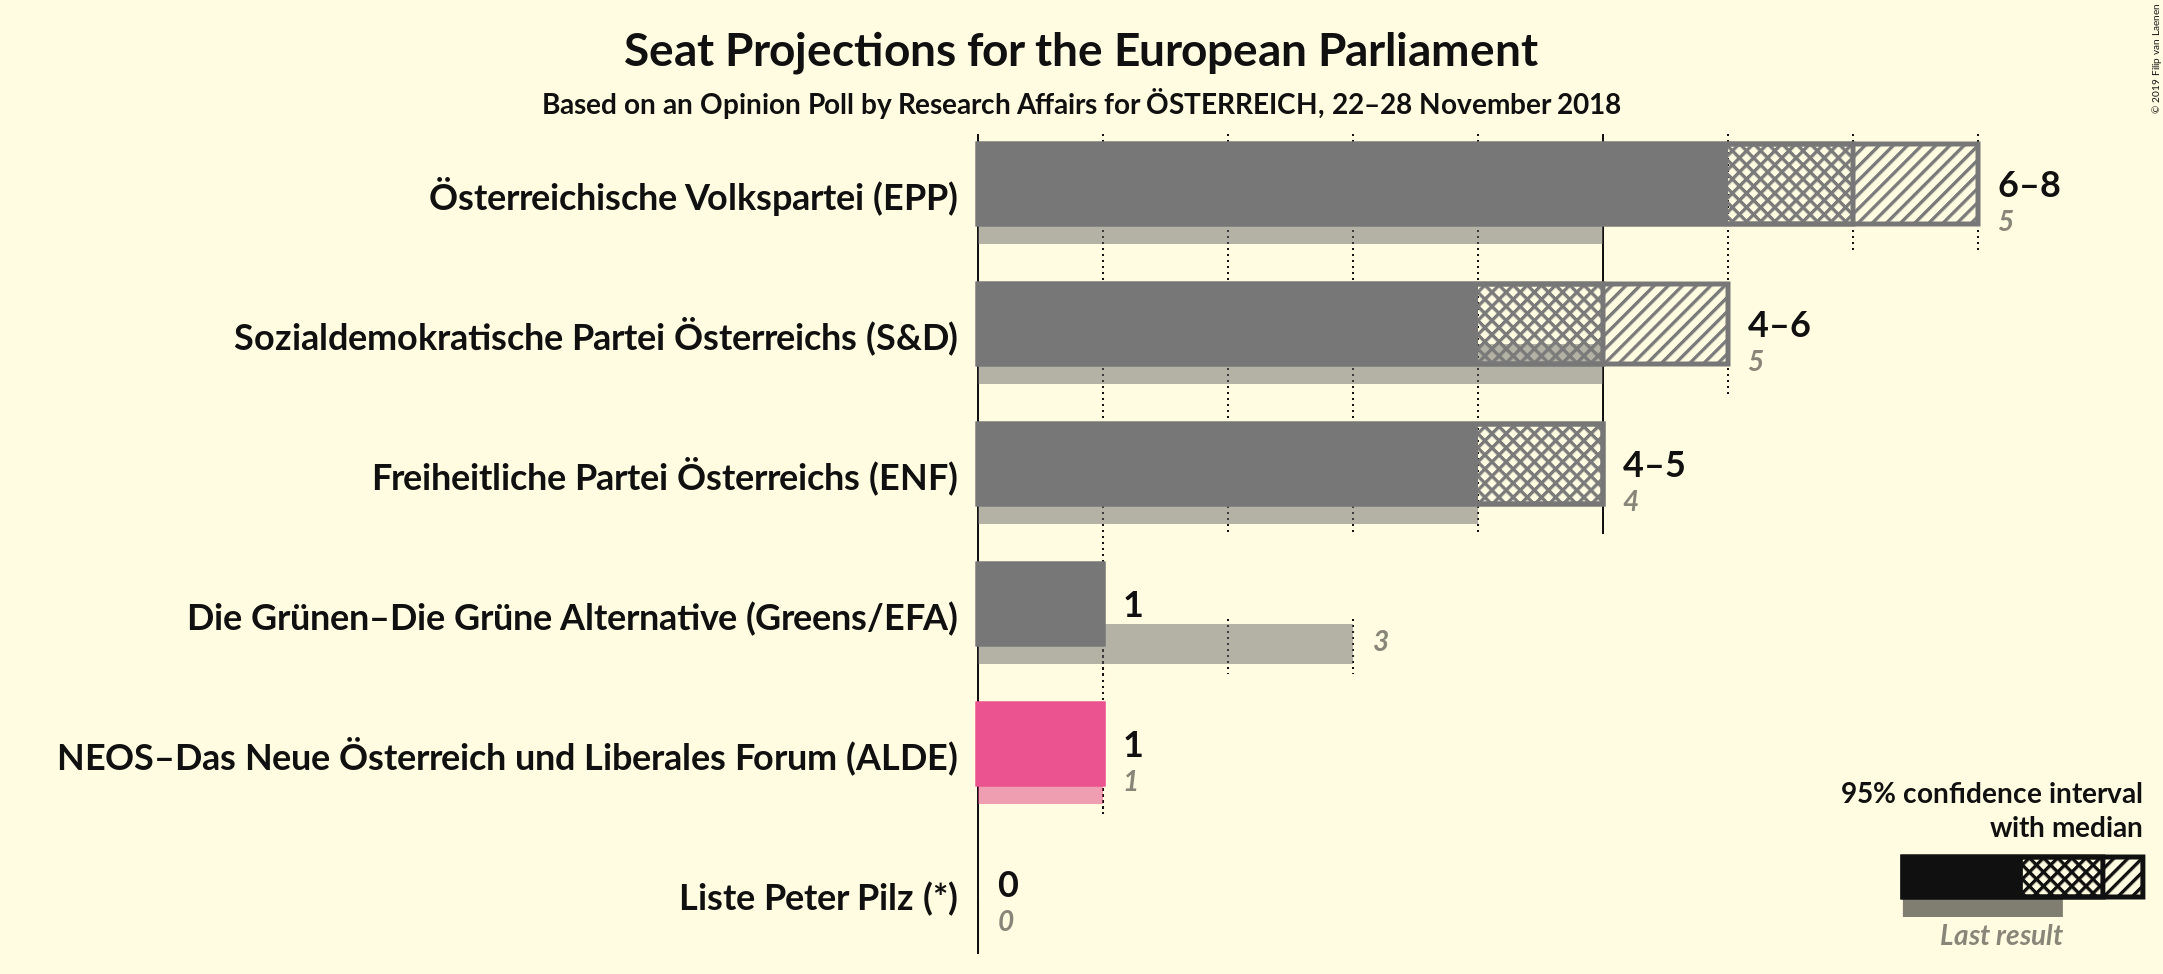 Seat Projections for the European Parliament
Based on an Opinion Poll by Research Affairs for ÖSTERREICH, 22–28 November 2018
© 2019 Filip van Laenen
Österreichische Volkspartei (EPP)
6–8
5
Sozialdemokratische Partei Österreichs (S&D)
4–6
5
Freiheitliche Partei Österreichs (ENF)
4–5
4
Die Grünen–Die Grüne Alternative (Greens/EFA)
1
3
NEOS–Das Neue Österreich und Liberales Forum (ALDE)
1
1
Liste Peter Pilz (*)
0
0
95% confidence interval
with median
Last result